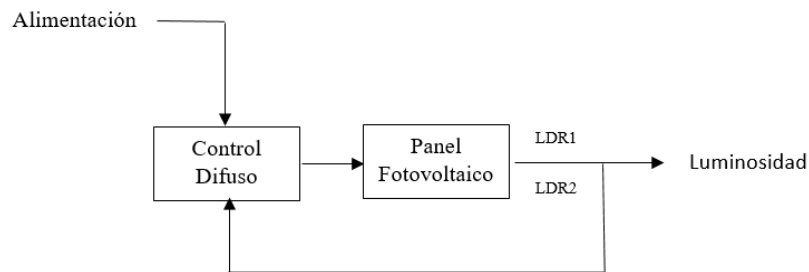 Alimentación
Control
Difuso
Panel
Fotovoltaico
LDR1
LDR2
Luminosidad